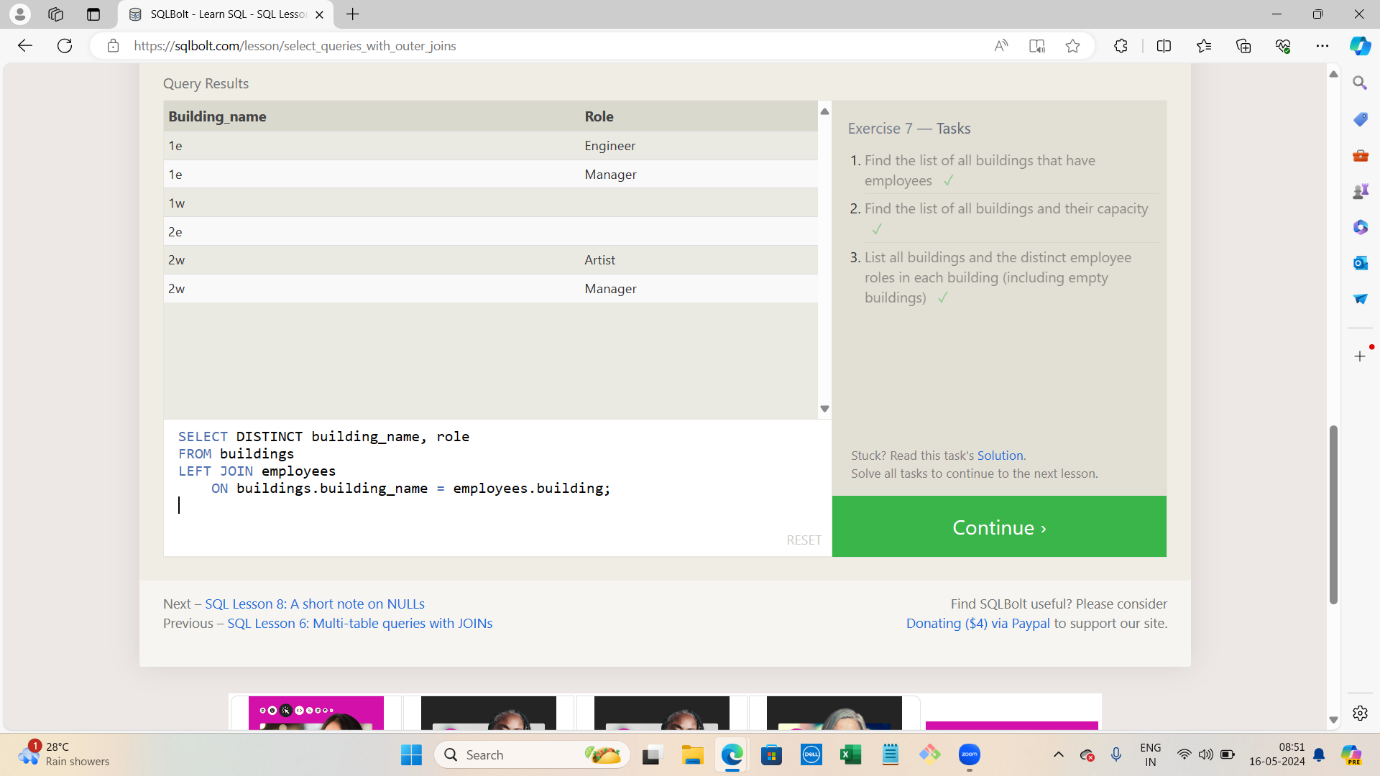 SQLBolt - Learn SQL - SQL Lesso
https://sqlbolt.com/lesson/select_queries_with_outer_joins
Query Results
Building_name Role
1e Engineer
1e Manager
1w
2e
2w Artist
2w Manager
SELECT DISTINCT building_name, role
FROM buildings
LEFT JOIN employees
ON buildings.building_name = employees.building;
RESET
Exercise 7 — Tasks
1. Find the list of all buildings that have
employees ✓
2. Find the list of all buildings and their capacity
✓
3. List all buildings and the distinct employee
roles in each building (including empty
buildings) ✓
Stuck? Read this task's Solution.
Solve all tasks to continue to the next lesson.
Continue ›
Next – SQL Lesson 8: A short note on NULLs
Previous – SQL Lesson 6: Multi-table queries with JOINs
Find SQLBolt useful? Please consider
Donating ($4) via Paypal to support our site.
1
28°C
Rain showers
Search
DELL
zoom
ENG
IN
08:51
16-05-2024
PRE